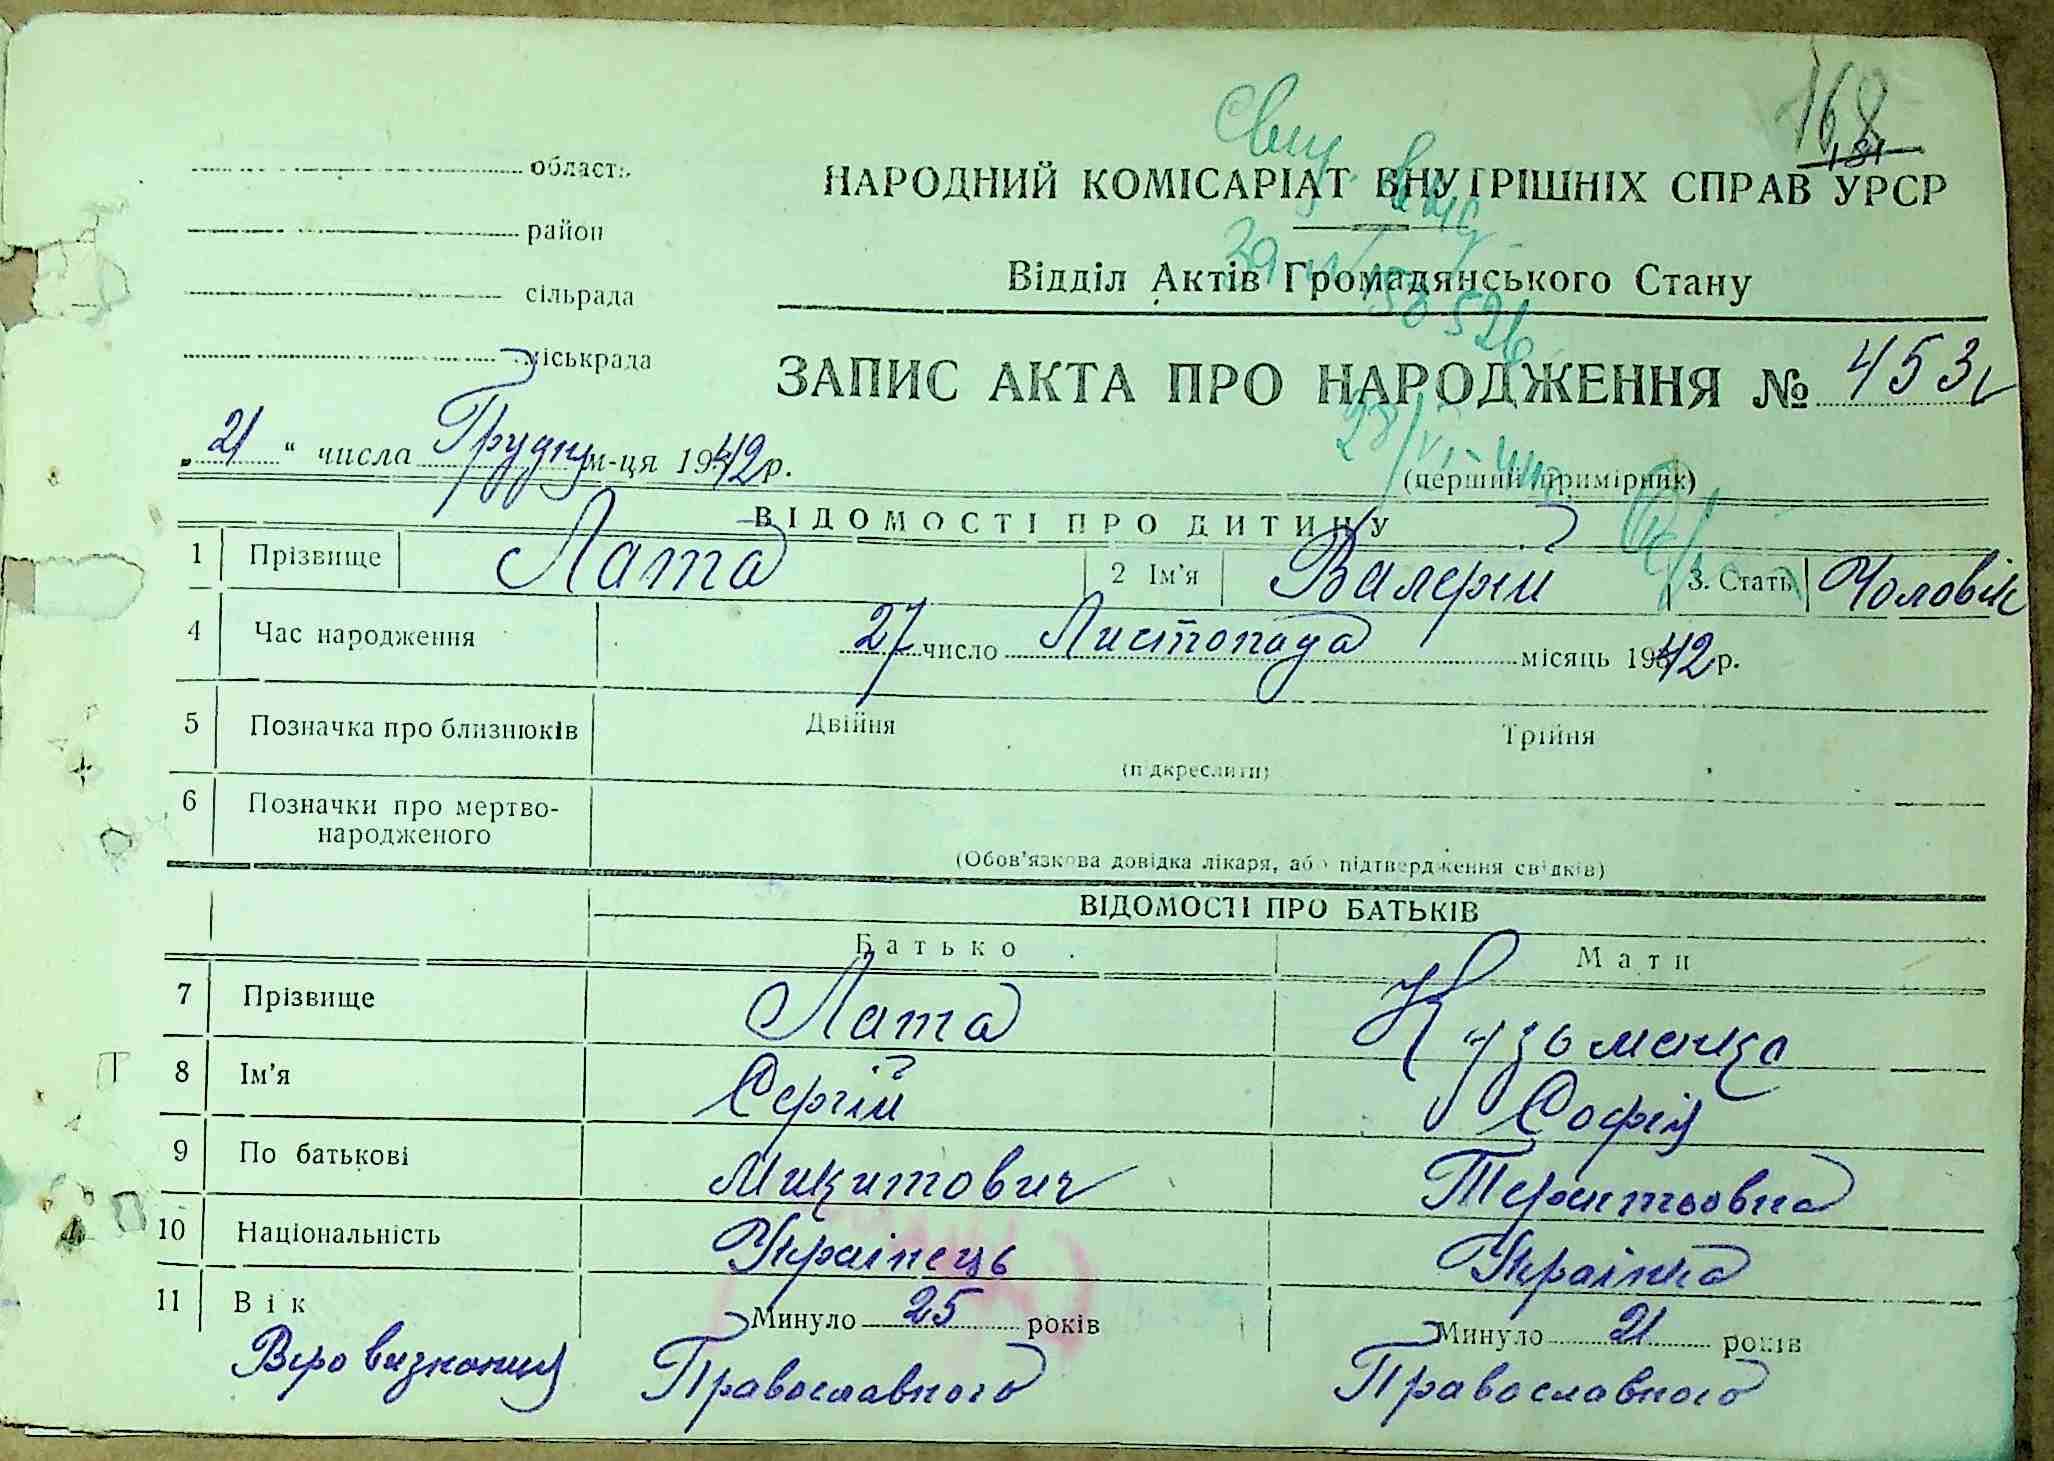 168
181
область
район
сільрада
міськрада
НАРОДНИЙ КОМІСАРІАТ ВНУТРІШНІХ СПРАВ УРСР
Відділ Актів Громадянського Стану
ЗАПИС АКТА ПРО НАРОДЖЕННЯ № 453
„21“ числа Грудня м-ця 1942 р.
(перший примірник)
ВІДОМОСТІ ПРО ДИТИНУ
1 Прізвище Лата 2 Ім'я Валерій 3. Стать Чоловік
4 Час народження 27 число Листопада місяць 1942 р.
5 Позначка про близнюків Двійня Трійня
(підкреслити)
6 Позначки про мертво-
народженого
(Обов'язкова довідка лікаря, або підтвердження свідків)
ВІДОМОСТІ ПРО БАТЬКІВ
Батько Мати
7 Прізвище Лата Кузьменко
8 Ім'я Сергій Софія
9 По батькові Микитович Терентьовна
10 Національність Українець Українка
11 Вік Минуло 25 років Минуло 21 років
Вѣровизнання Православного Православного